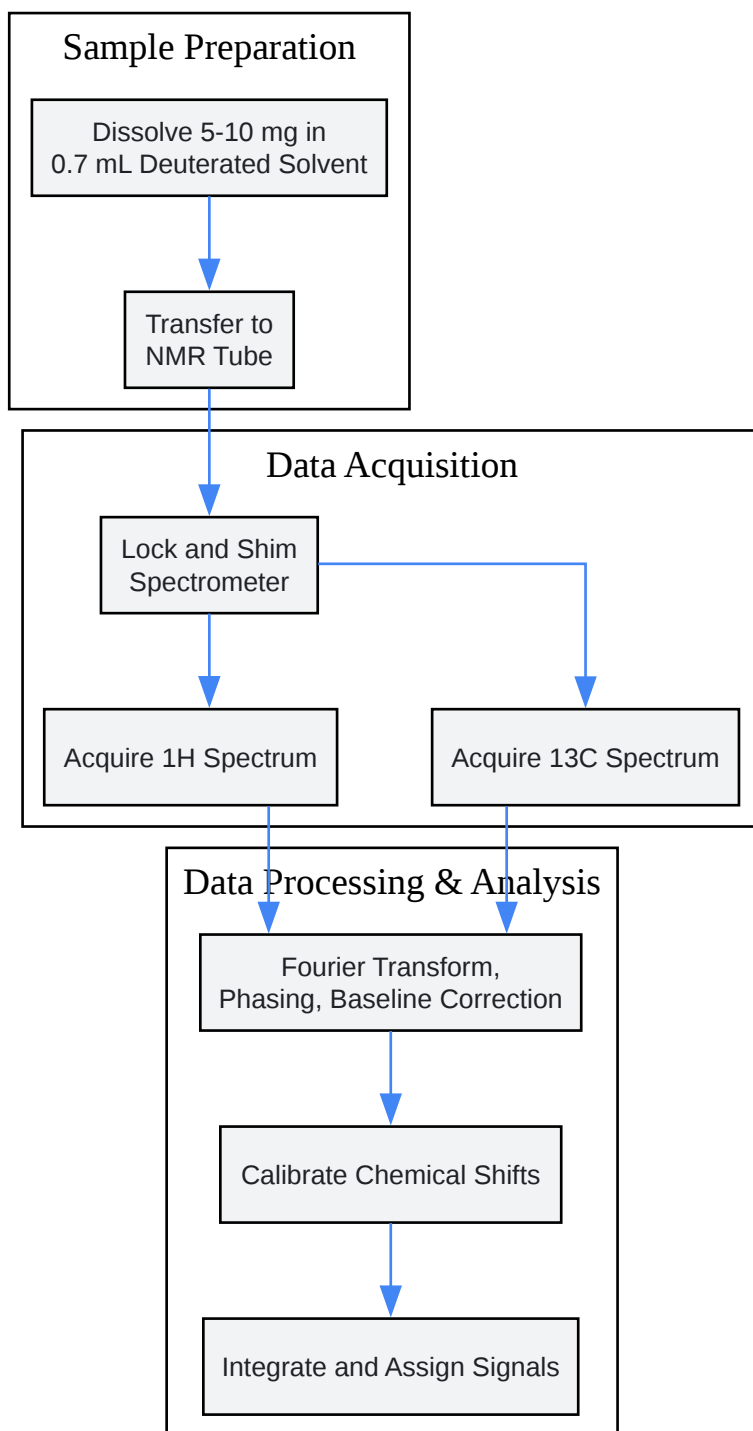 Sample Preparation
Dissolve 5-10 mg in
0.7 mL Deuterated Solvent
Transfer to
NMR Tube
Data Acquisition
Lock and Shim
Spectrometer
Acquire 1H Spectrum
Acquire 13C Spectrum
Data Processing & Analysis
Fourier Transform,
Phasing, Baseline Correction
Calibrate Chemical Shifts
Integrate and Assign Signals